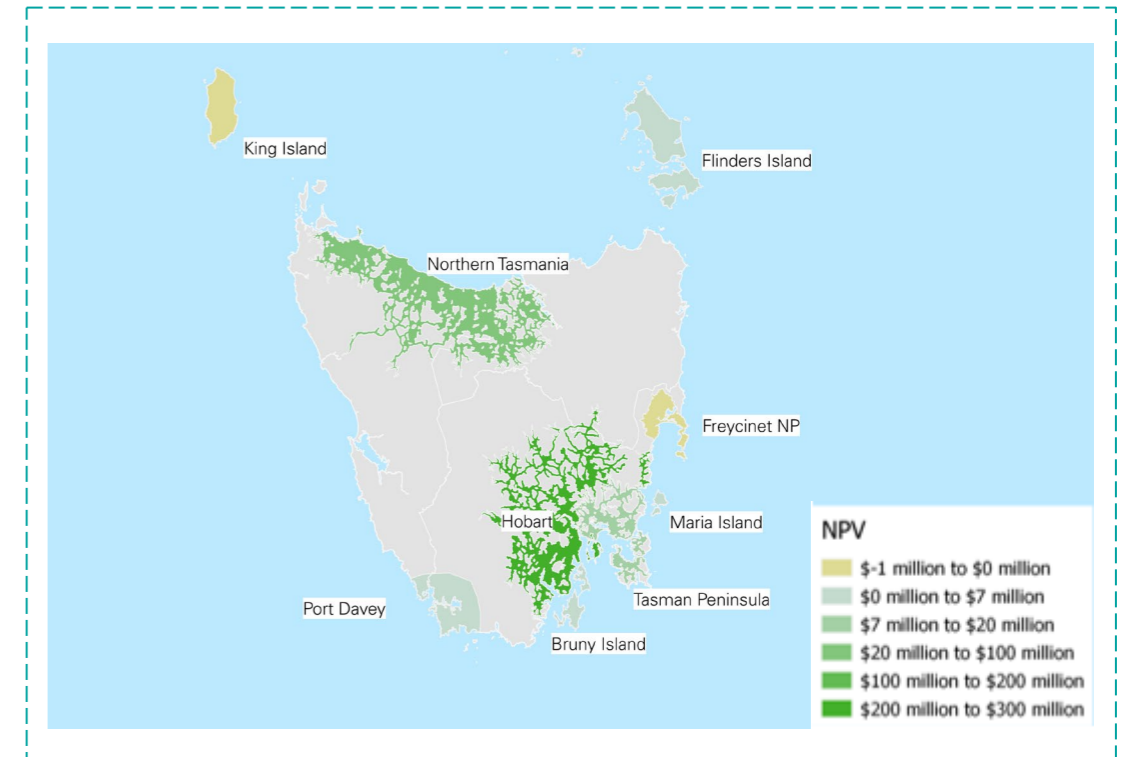 King Island
Flinders Island
Northern Tasmania
Freycinet NP
Hobart
Maria Island
Tasman Peninsula
Port Davey
Bruny Island
NPV
$-1 million to $0 million
$0 million to $7 million
$7 million to $20 million
$20 million to $100 million
$100 million to $200 million
$200 million to $300 million